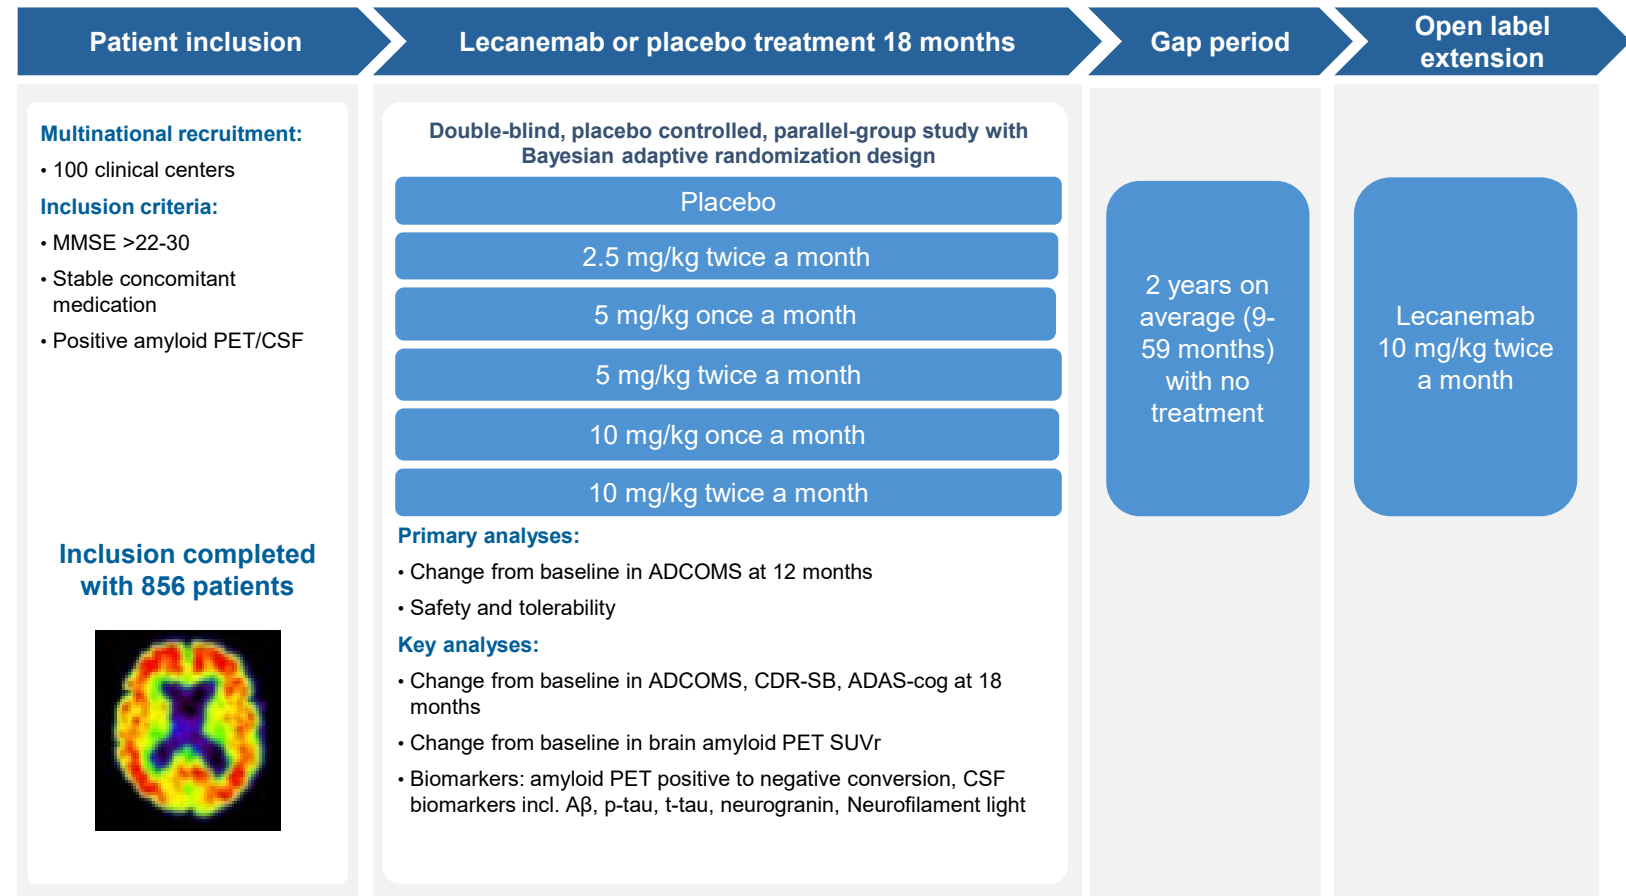 Patient inclusion
Lecanemab or placebo treatment 18 months
Gap period
Open label
extension
Multinational recruitment:
• 100 clinical centers
Inclusion criteria:
• MMSE >22-30
• Stable concomitant
medication
• Positive amyloid PET/CSF
Inclusion completed
with 856 patients
Double-blind, placebo controlled, parallel-group study with
Bayesian adaptive randomization design
Placebo
2.5 mg/kg twice a month
5 mg/kg once a month
5 mg/kg twice a month
10 mg/kg once a month
10 mg/kg twice a month
Primary analyses:
• Change from baseline in ADCOMS at 12 months
• Safety and tolerability
Key analyses:
• Change from baseline in ADCOMS, CDR-SB, ADAS-cog at 18
months
• Change from baseline in brain amyloid PET SUVr
• Biomarkers: amyloid PET positive to negative conversion, CSF
biomarkers incl. Aβ, p-tau, t-tau, neurogranin, Neurofilament light
2 years on
average (9-
59 months)
with no
treatment
Lecanemab
10 mg/kg twice
a month